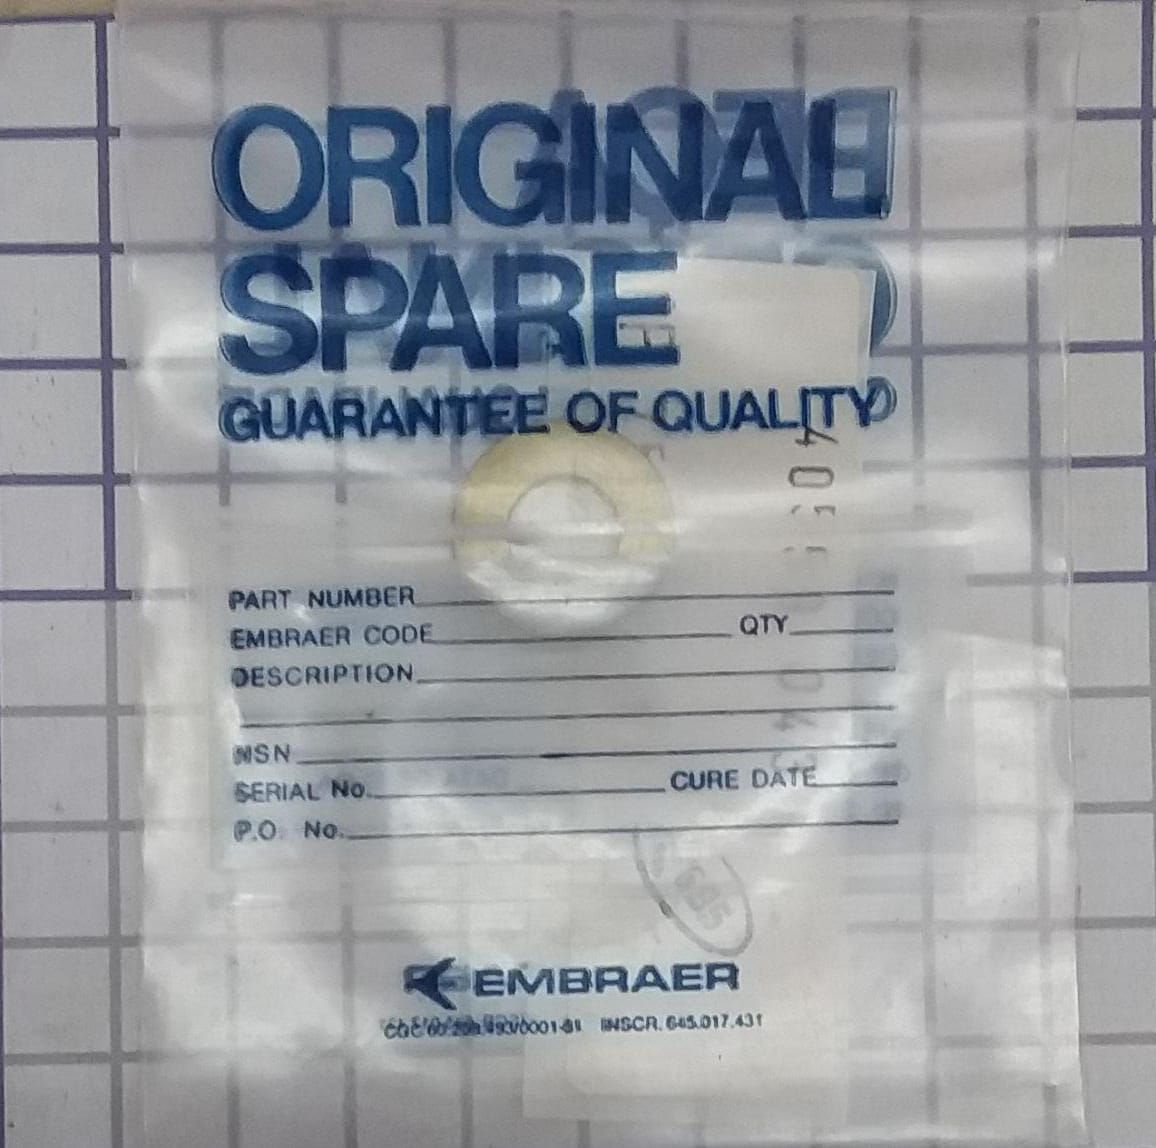 ORIGINAL
SPARE
GUARANTEE OF QUALITY
PART NUMBER
EMBRAER CODE QTY
DESCRIPTION
NSN
SERIAL No. CURE DATE
P.O. No.
685
EMBRAER
INSCR. 645.017.431